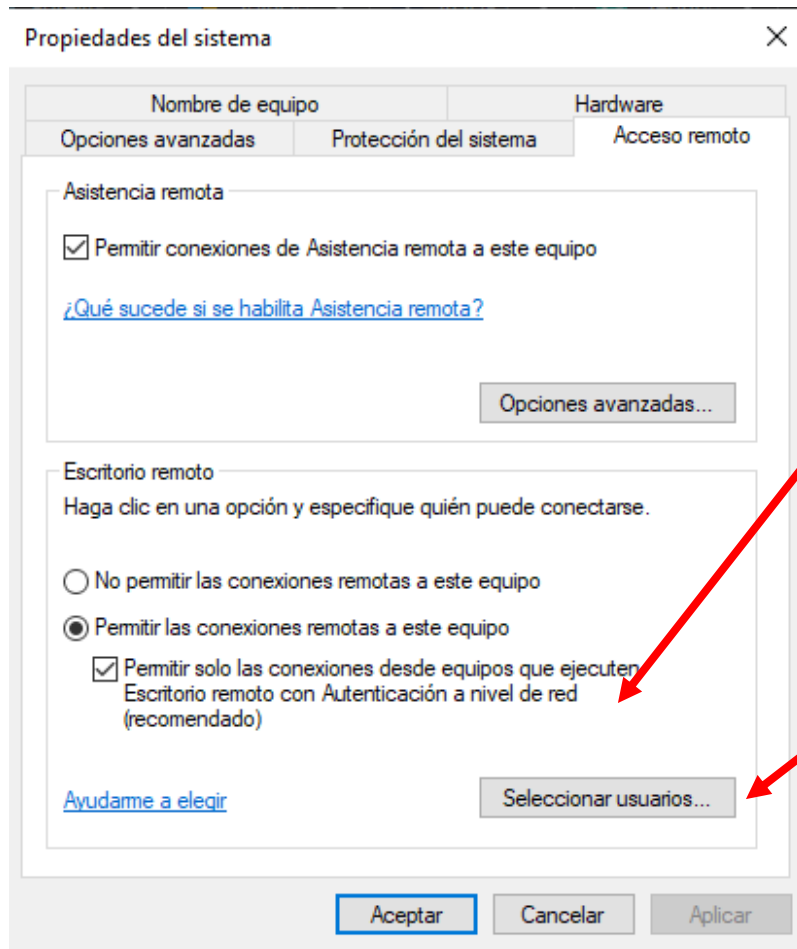 Propiedades del sistema
Nombre de equipo
Hardware
Opciones avanzadas
Protección del sistema
Acceso remoto
Asistencia remota
Permitir conexiones de Asistencia remota a este equipo
¿Qué sucede si se habilita Asistencia remota?
Opciones avanzadas...
Escritorio remoto
Haga clic en una opción y especifique quién puede conectarse.
No permitir las conexiones remotas a este equipo
Permitir las conexiones remotas a este equipo
Permitir solo las conexiones desde equipos que ejecuten
Escritorio remoto con Autenticación a nivel de red
(recomendado)
Ayudarme a elegir
Seleccionar usuarios...
Aceptar
Cancelar
Aplicar